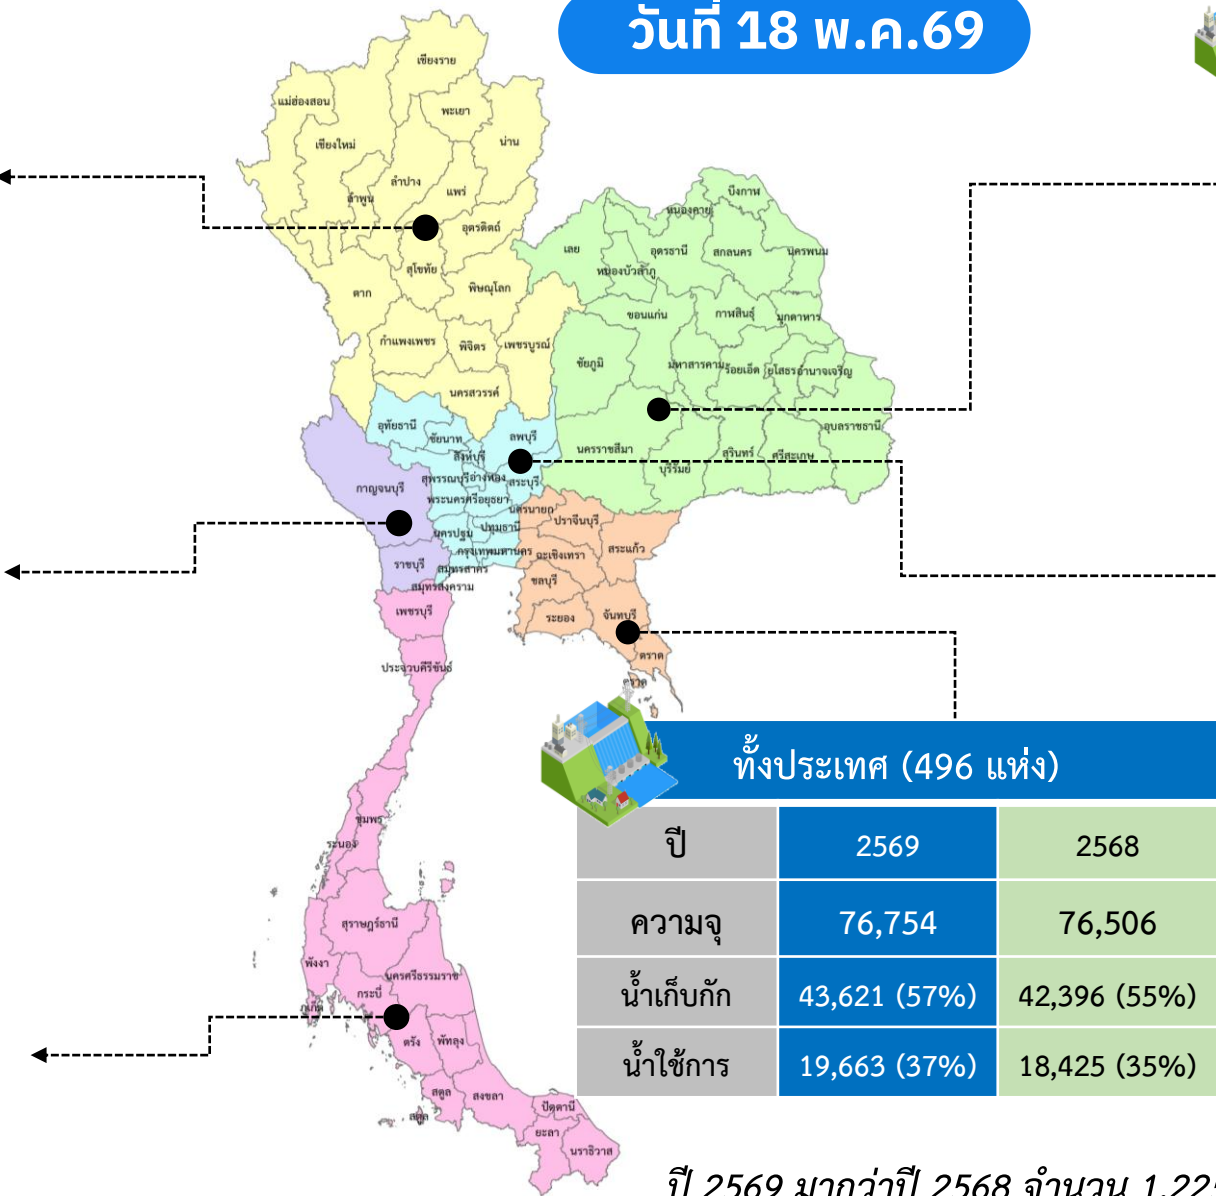 วันที่ 18 พ.ค.69
เชียงราย
แม่ฮ่องสอน
พะเยา
เชียงใหม่
น่าน
ลำปาง
แพร่
ลำพูน
อุตรดิตถ์
สุโขทัย
พิษณุโลก
ตาก
กำแพงเพชร
พิจิตร
เพชรบูรณ์
นครสวรรค์
บึงกาฬ
หนองคาย
เลย
อุดรธานี
สกลนคร
นครพนม
หนองบัวลำภู
ขอนแก่น
กาฬสินธุ์
มุกดาหาร
ชัยภูมิ
มหาสารคาม
ร้อยเอ็ด
ยโสธร
อำนาจเจริญ
อุบลราชธานี
นครราชสีมา
บุรีรัมย์
สุรินทร์
ศรีสะเกษ
อุทัยธานี
ชัยนาท
ลพบุรี
สิงห์บุรี
สุพรรณบุรี
อ่างทอง
สระบุรี
พระนครศรีอยุธยา
นครนายก
กาญจนบุรี
นครปฐม
ปทุมธานี
ปราจีนบุรี
กรุงเทพมหานคร
ฉะเชิงเทรา
สระแก้ว
ราชบุรี
สมุทรสาคร
สมุทรสงคราม
ชลบุรี
ระยอง
จันทบุรี
ตราด
ตราด
เพชรบุรี
ประจวบคีรีขันธ์
ชุมพร
ระนอง
สุราษฎร์ธานี
พังงา
นครศรีธรรมราช
กระบี่
ภูเก็ต
ตรัง
พัทลุง
สตูล
สตูล
สงขลา
ปัตตานี
ยะลา
นราธิวาส
ทั้งประเทศ (496 แห่ง)
ปี 2569 2568
ความจุ 76,754 76,506
น้ำเก็บกัก 43,621 (57%) 42,396 (55%)
น้ำใช้การ 19,663 (37%) 18,425 (35%)
ปี 2569 มากว่าปี 2568 จำนวน 1,225